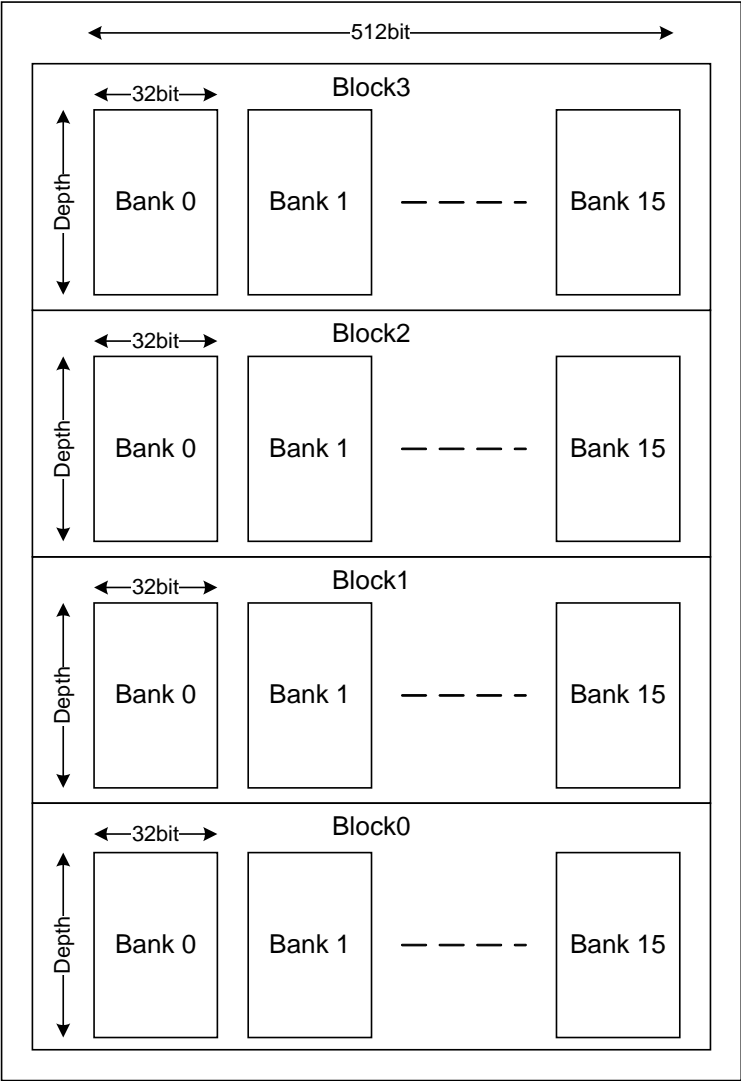 512bit
Block3
32bit
Depth
Bank 0
Bank 1
Bank 15
Block2
32bit
Depth
Bank 0
Bank 1
Bank 15
Block1
32bit
Depth
Bank 0
Bank 1
Bank 15
Block0
32bit
Depth
Bank 0
Bank 1
Bank 15